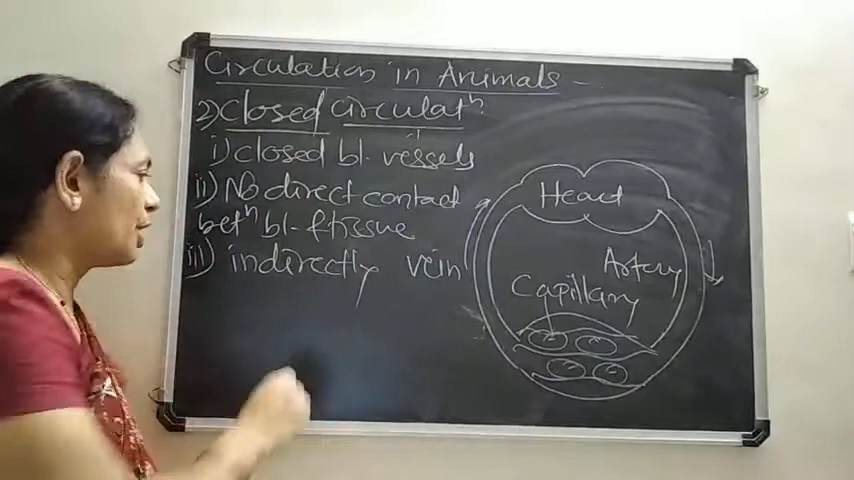 Circulation in Animals -
2) closed circulatⁿ
i) closed bl. vessels
ii) No direct contact
betⁿ bl. & tissue
iii) indirectly
Heart
vein
Artery
Capillary